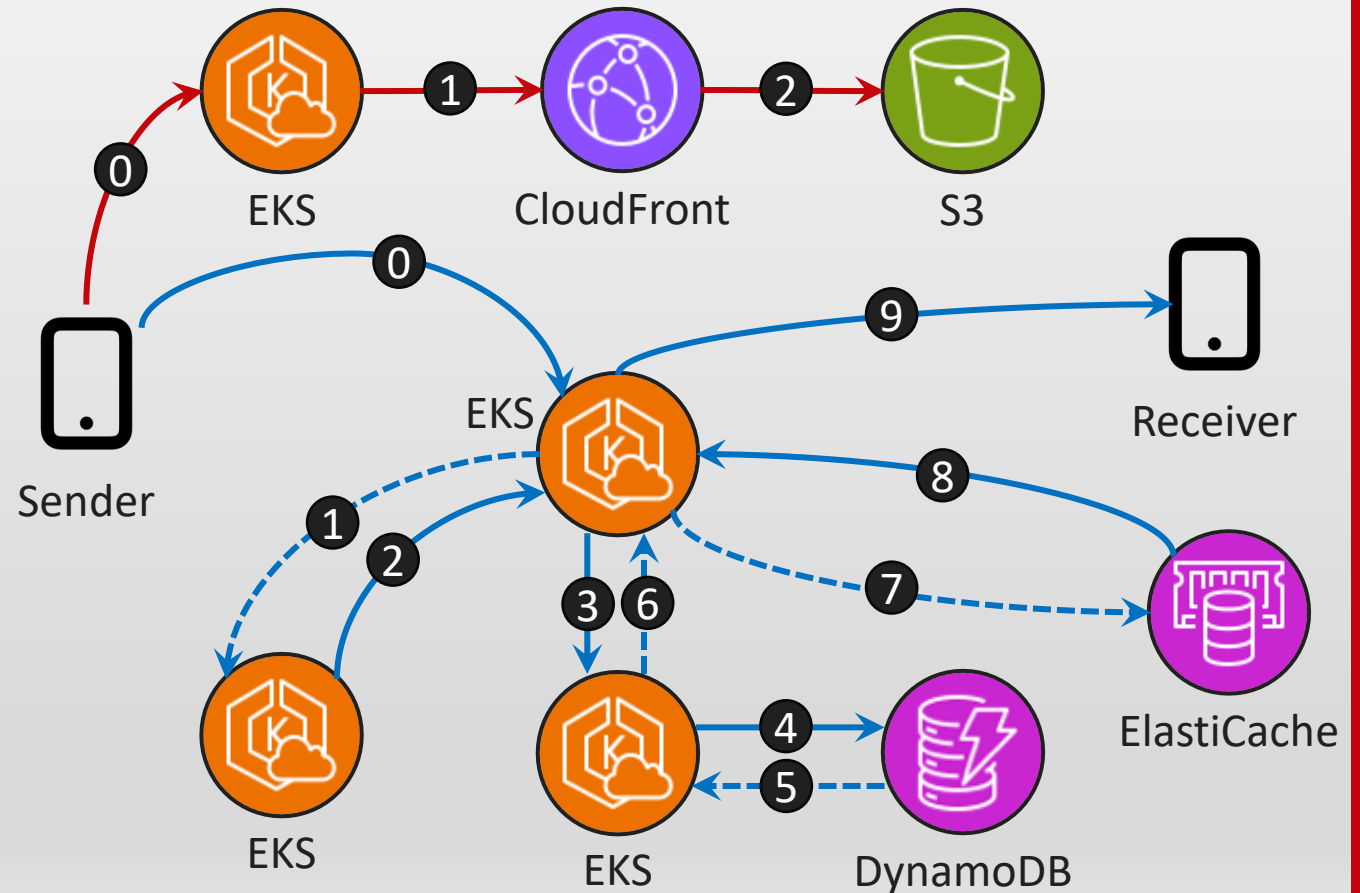 1
2
0
EKS
CloudFront
S3
0
9
EKS
Receiver
8
Sender
1
2
7
3
6
4
ElastiCache
5
EKS
EKS
DynamoDB